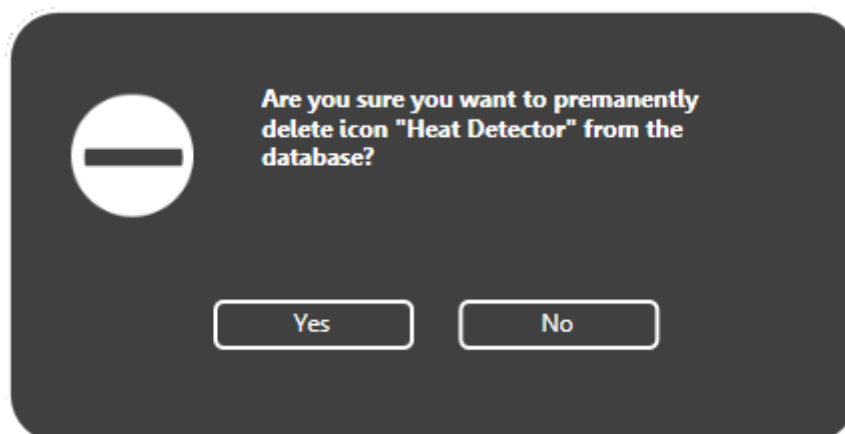 Are you sure you want to premanently
delete icon "Heat Detector" from the
database?
Yes
No